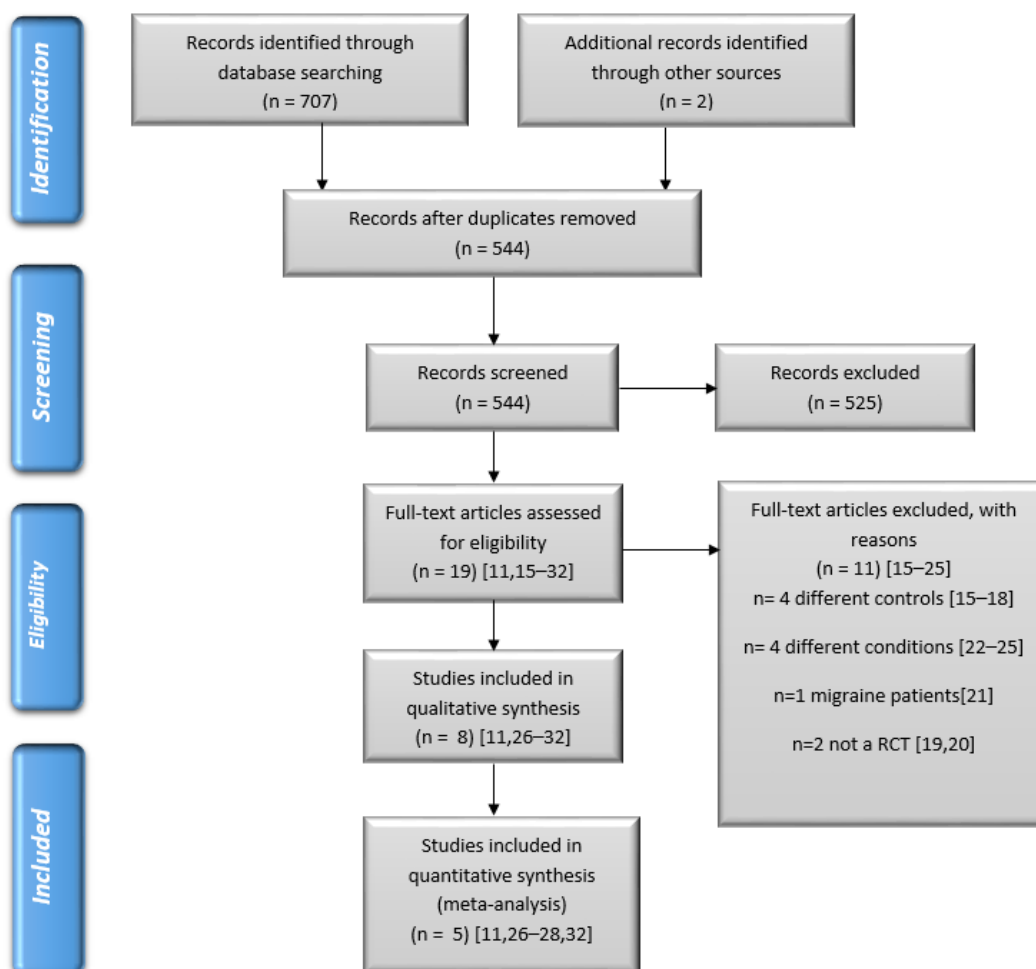 Identification
Records identified through
database searching
(n = 707)
Additional records identified
through other sources
(n = 2)
Records after duplicates removed
(n = 544)
Screening
Records screened
(n = 544)
Records excluded
(n = 525)
Eligibility
Full-text articles assessed
for eligibility
(n = 19) [11,15–32]
Full-text articles excluded, with
reasons
(n = 11) [15–25]
n= 4 different controls [15–18]
n= 4 different conditions [22–25]
n=1 migraine patients[21]
n=2 not a RCT [19,20]
Studies included in
qualitative synthesis
(n = 8) [11,26–32]
Included
Studies included in
quantitative synthesis
(meta-analysis)
(n = 5) [11,26–28,32]